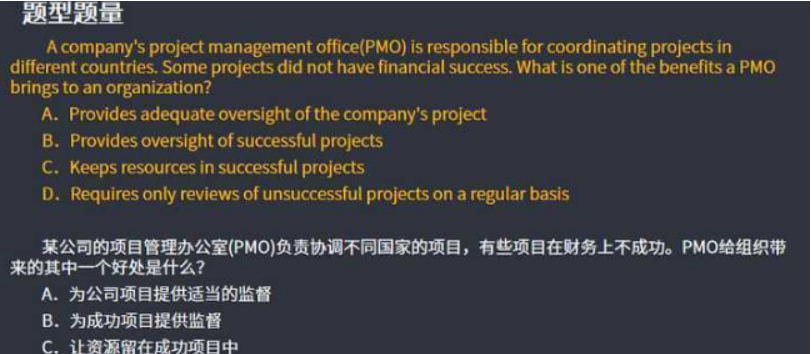 题型题量
A company's project management office(PMO) is responsible for coordinating projects in
different countries. Some projects did not have financial success. What is one of the benefits a PMO
brings to an organization?
A. Provides adequate oversight of the company's project
B. Provides oversight of successful projects
C. Keeps resources in successful projects
D. Requires only reviews of unsuccessful projects on a regular basis
某公司的项目管理办公室(PMO)负责协调不同国家的项目，有些项目在财务上不成功。PMO给组织带
来的其中一个好处是什么？
A. 为公司项目提供适当的监督
B. 为成功项目提供监督
C. 让资源留在成功项目中